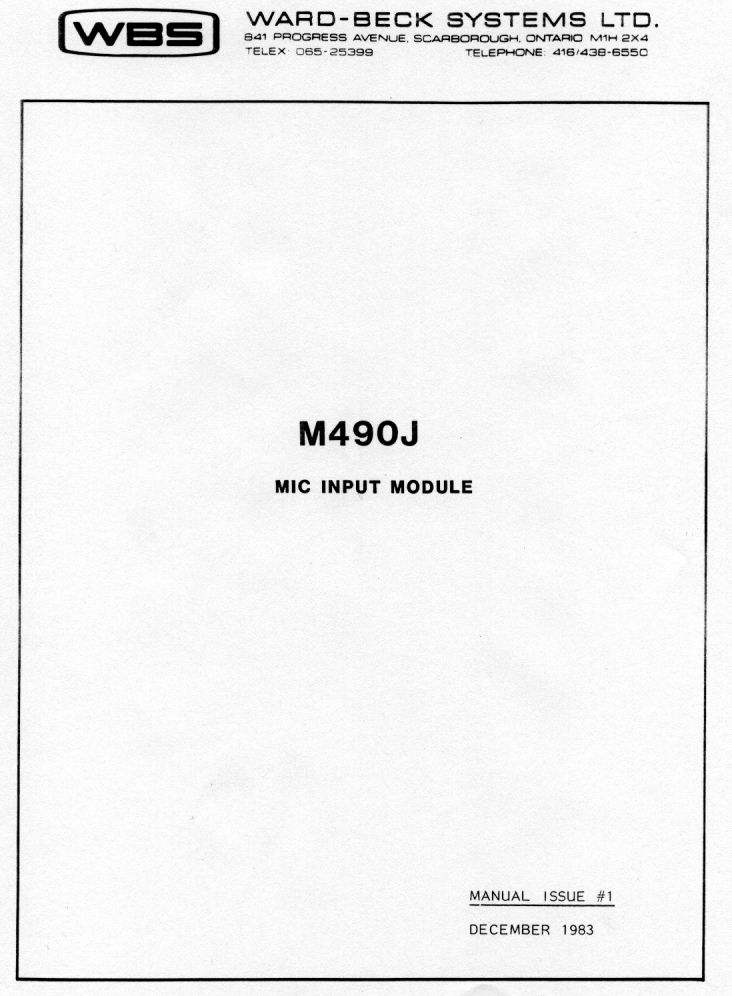 WBS
WARD-BECK SYSTEMS LTD.
841 PROGRESS AVENUE, SCARBOROUGH, ONTARIO M1H 2X4
TELEX: 065-25399 TELEPHONE: 416/438-6550
M490J
MIC INPUT MODULE
MANUAL ISSUE #1
DECEMBER 1983